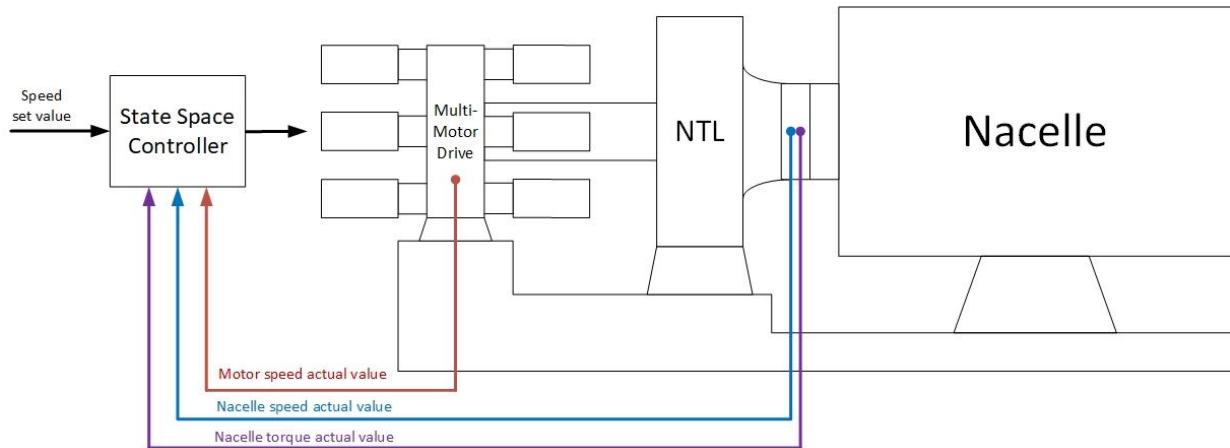 Speed
set value
State Space
Controller
Multi-
Motor
Drive
NTL
Nacelle
Motor speed actual value
Nacelle speed actual value
Nacelle torque actual value